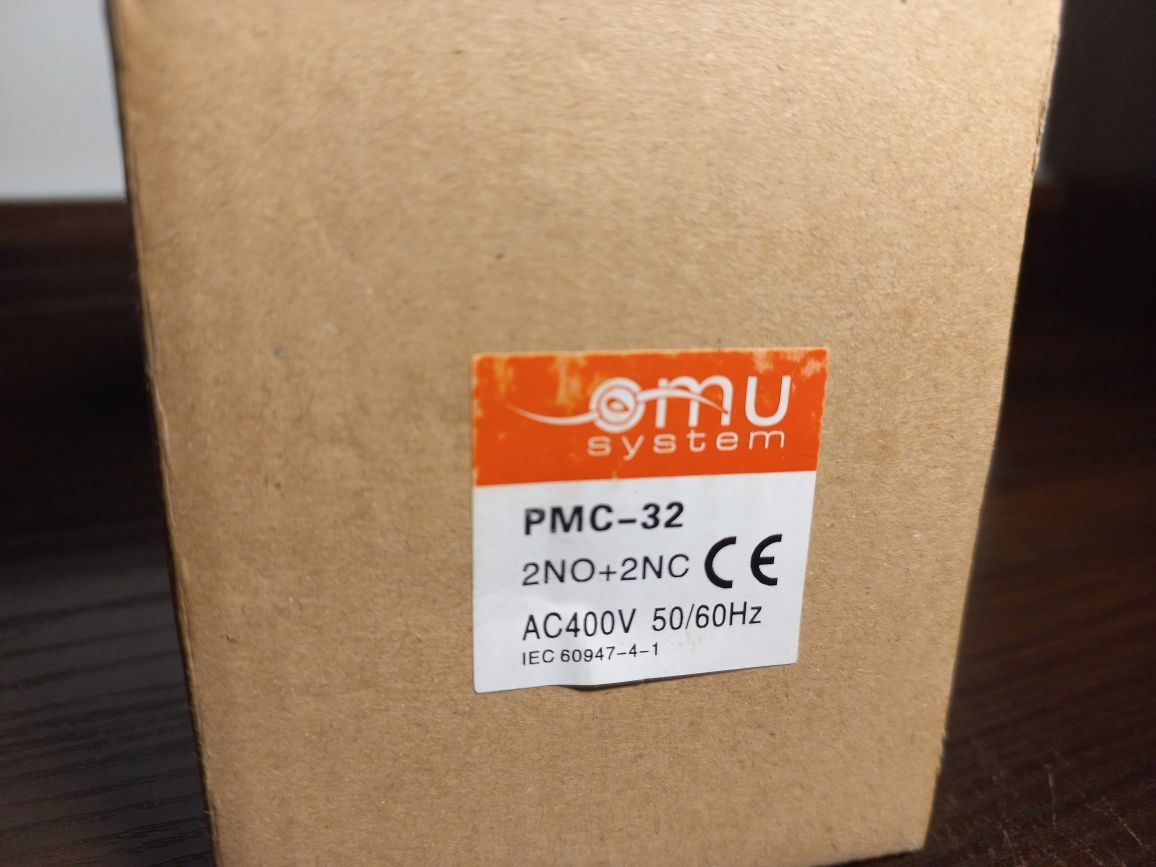 omu
system
PMC-32
2NO+2NC CE
AC400V 50/60Hz
IEC 60947-4-1